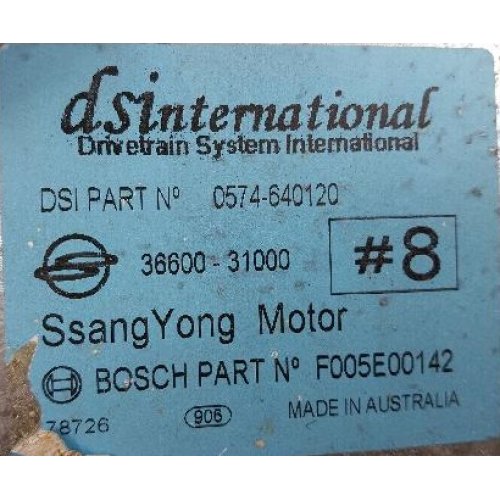 dsinternational
Drivetrain System International
DSI PART Nº 0574-640120
36600 - 31000 #8
SsangYong Motor
BOSCH PART Nº F005E00142
78726 906 MADE IN AUSTRALIA